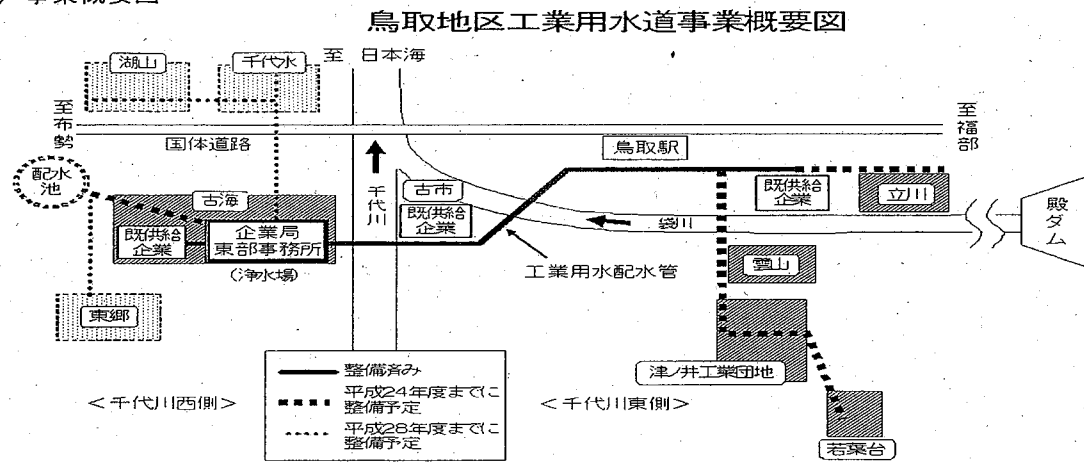 事業概要図
鳥取地区工業用水道事業概要図
至 日本海
湖山
千代水
至布勢
至福部
国体道路
鳥取駅
配水池
千代川
古海
古市
既供給
企業
既供給
企業
立川
既供給
企業
企業局
東部事務所
(浄水場)
袋川
殿ダム
工業用水配水管
雲山
東郷
整備済み
平成24年度までに
整備予定
平成28年度までに
整備予定
津ノ井工業団地
<千代川西側>
<千代川東側>
若葉台